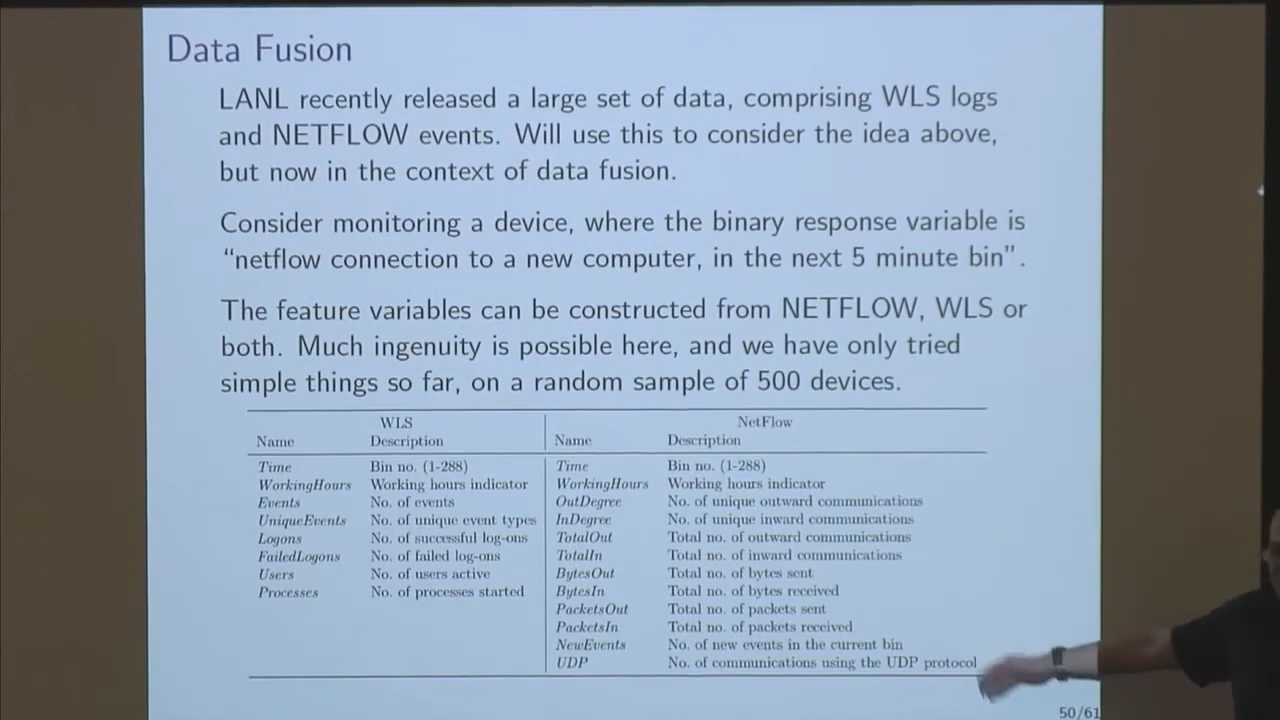 Data Fusion
LANL recently released a large set of data, comprising WLS logs
and NETFLOW events. Will use this to consider the idea above,
but now in the context of data fusion.
Consider monitoring a device, where the binary response variable is
“netflow connection to a new computer, in the next 5 minute bin”.
The feature variables can be constructed from NETFLOW, WLS or
both. Much ingenuity is possible here, and we have only tried
simple things so far, on a random sample of 500 devices.
WLS NetFlow
Name Description Name Description
Time Bin no. (1-288) Time Bin no. (1-288)
WorkingHours Working hours indicator WorkingHours Working hours indicator
Events No. of events OutDegree No. of unique outward communications
UniqueEvents No. of unique event types InDegree No. of unique inward communications
Logons No. of successful log-ons TotalOut Total no. of outward communications
FailedLogons No. of failed log-ons TotalIn Total no. of inward communications
Users No. of users active BytesOut Total no. of bytes sent
Processes No. of processes started BytesIn Total no. of bytes received
PacketsOut Total no. of packets sent
PacketsIn Total no. of packets received
NewEvents No. of new events in the current bin
UDP No. of communications using the UDP protocol
50/61